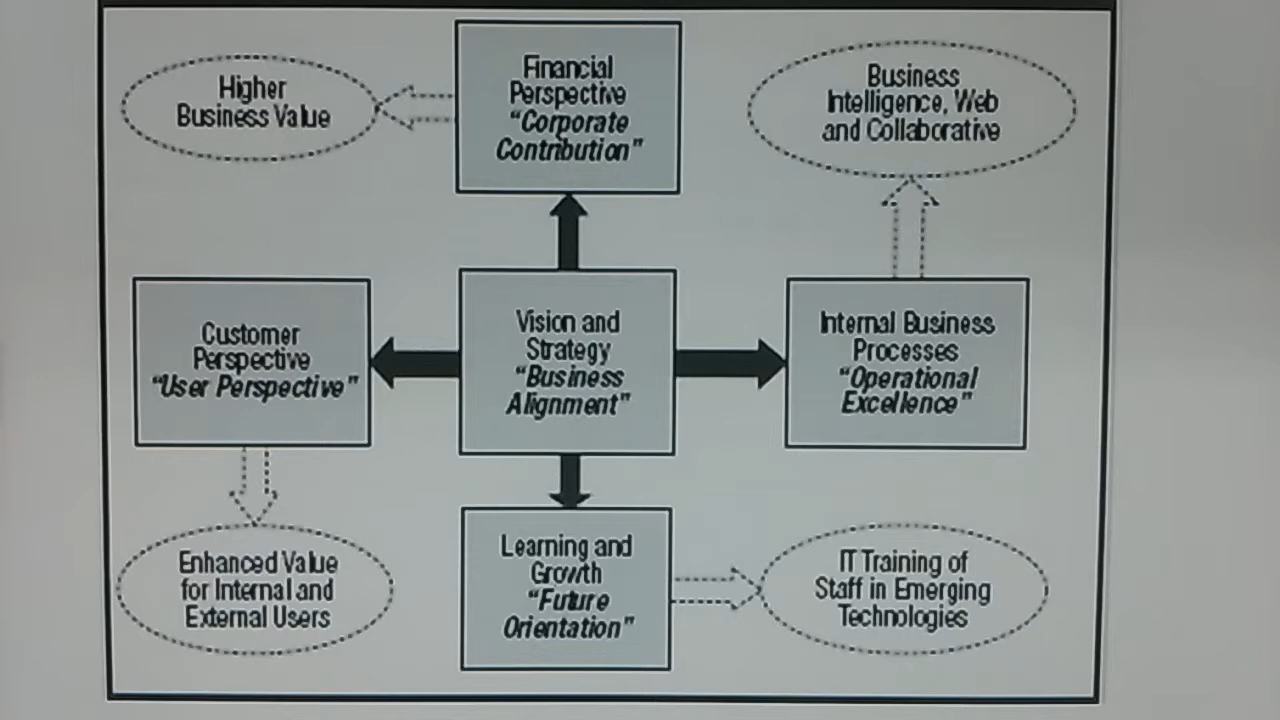 Higher
Business Value
Financial
Perspective
"Corporate
Contribution"
Business
Intelligence, Web
and Collaborative
Customer
Perspective
"User Perspective"
Vision and
Strategy
"Business
Alignment"
Internal Business
Processes
"Operational
Excellence"
Enhanced Value
for Internal and
External Users
Learning and
Growth
"Future
Orientation"
IT Training of
Staff in Emerging
Technologies